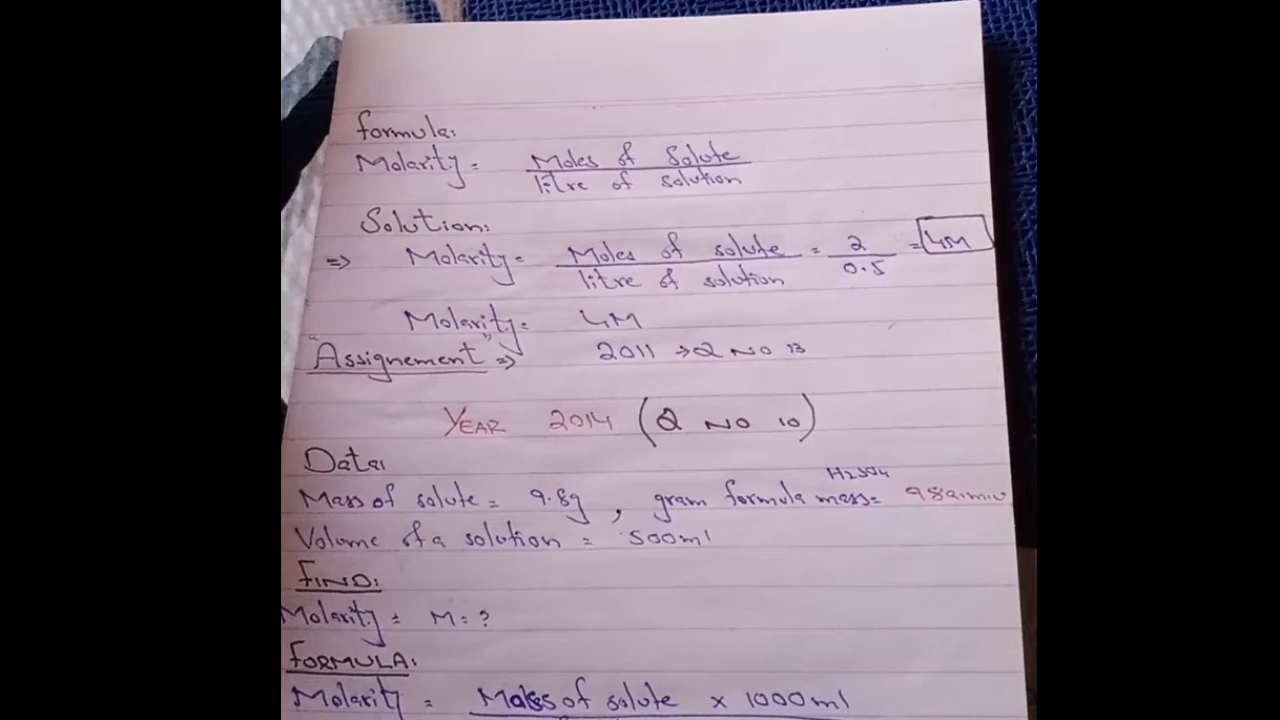 Formula:
Molarity = Moles of Solute / litre of solution
Solution:
=> Molarity = Moles of solute / litre of solution = 2 / 0.5 = 4M
Molarity = 4M
"Assignement" => 2011 → Q NO 13
YEAR 2014 (Q NO 10)
Data:
H2SO4
Mass of solute = 9.8g , gram formula mass = 98a.m.u
Volume of a solution = 500ml
FIND:
Molarity = M = ?
FORMULA:
Molarity = Mass of solute x 1000ml